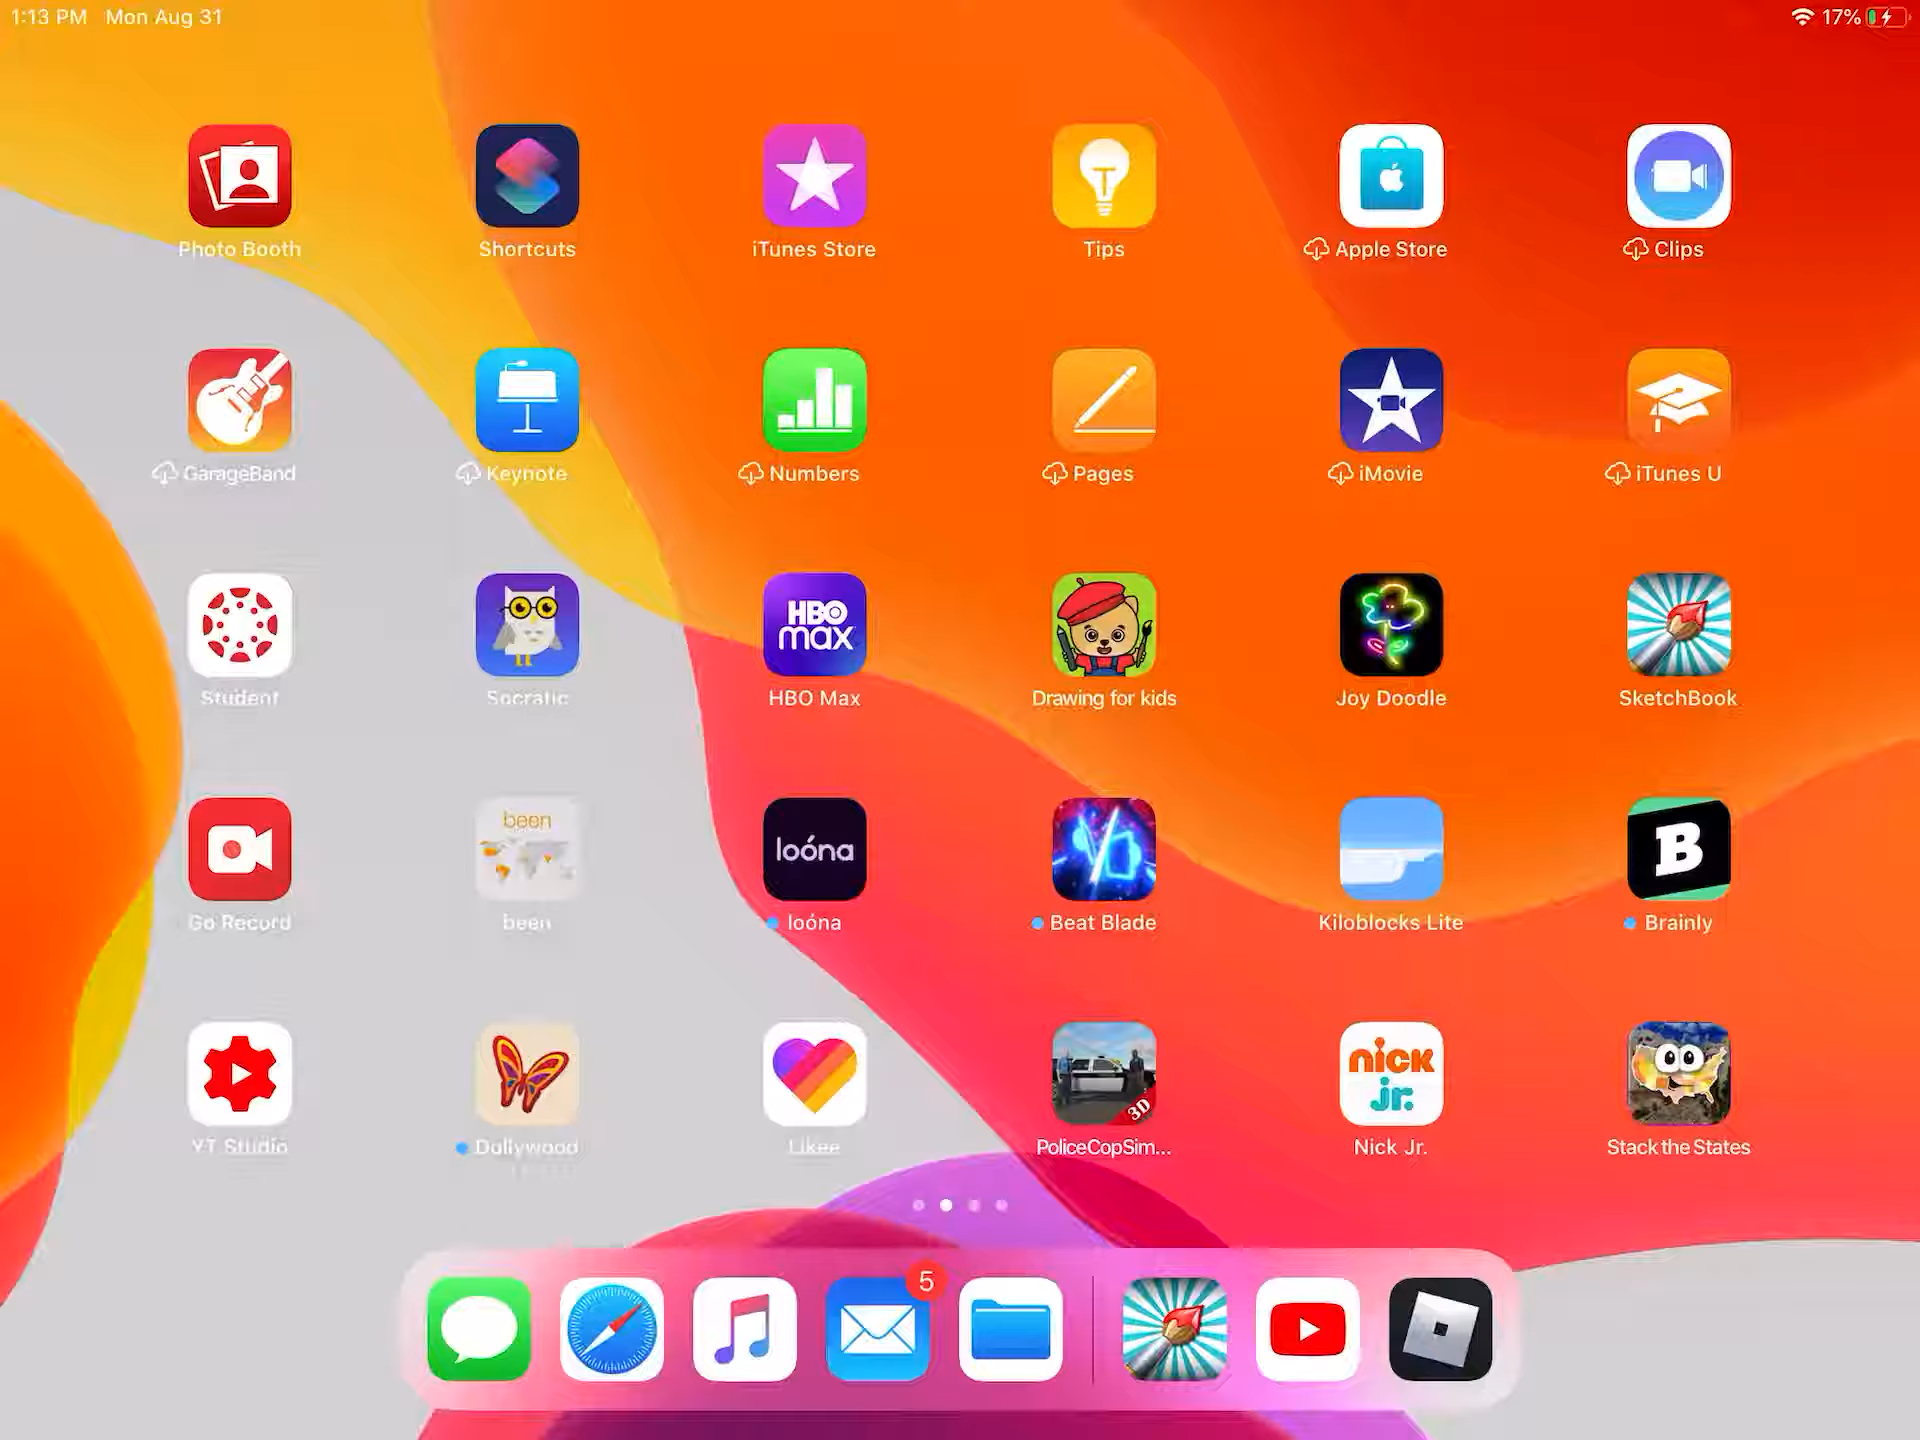 1:13 PM Mon Aug 31 17%
Photo Booth Shortcuts iTunes Store Tips Apple Store Clips
GarageBand Keynote Numbers Pages iMovie iTunes U
HBO
max
Student Socratic HBO Max Drawing for kids Joy Doodle SketchBook
been loóna B
Go Record been loóna Beat Blade Kiloblocks Lite Brainly
3D nick
jr.
YT Studio Dollywood Likee PoliceCopSim... Nick Jr. Stack the States
5